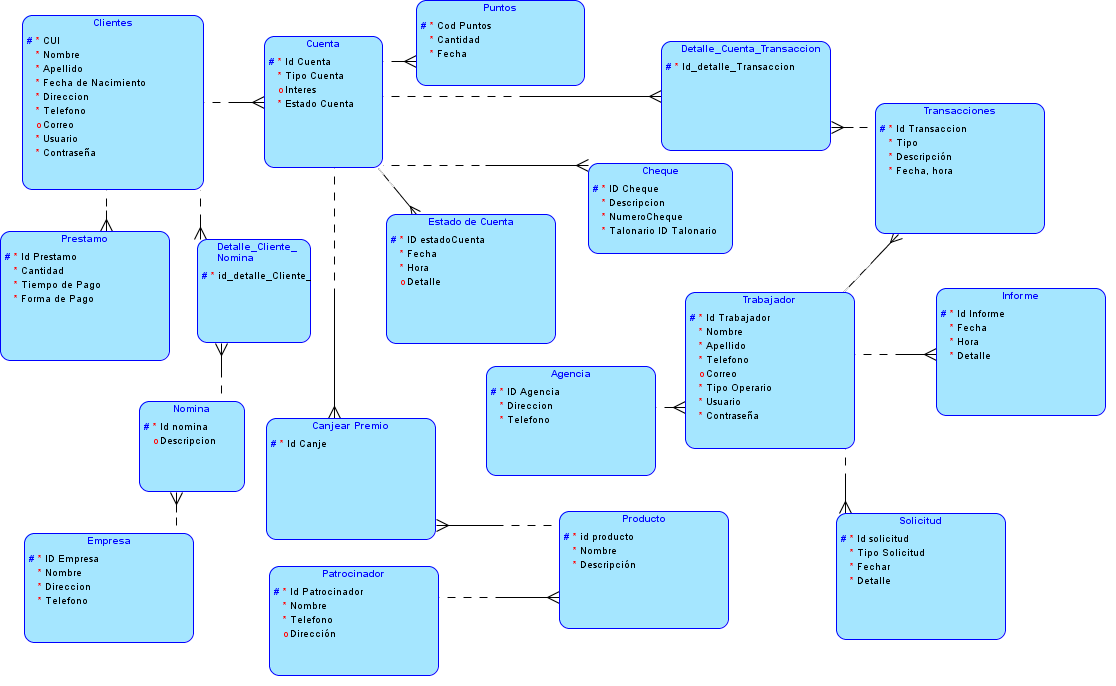 Clientes
# * CUI
* Nombre
* Apellido
* Fecha de Nacimiento
* Direccion
* Telefono
o Correo
* Usuario
* Contraseña
Cuenta
# * Id Cuenta
* Tipo Cuenta
o Interes
* Estado Cuenta
Puntos
# * Cod Puntos
* Cantidad
* Fecha
Detalle_Cuenta_Transaccion
# * Id_detalle_Transaccion
Transacciones
# * Id Transaccion
* Tipo
* Descripción
* Fecha, hora
Cheque
# * ID Cheque
* Descripcion
* NumeroCheque
* Talonario ID Talonario
Estado de Cuenta
# * ID estadoCuenta
* Fecha
* Hora
o Detalle
Prestamo
# * Id Prestamo
* Cantidad
* Tiempo de Pago
* Forma de Pago
Detalle_Cliente_
Nomina
# * id_detalle_Cliente_
Trabajador
# * Id Trabajador
* Nombre
* Apellido
* Telefono
o Correo
* Tipo Operario
* Usuario
* Contraseña
Informe
# * Id Informe
* Fecha
* Hora
* Detalle
Agencia
# * ID Agencia
* Direccion
* Telefono
Nomina
# * Id nomina
o Descripcion
Canjear Premio
# * Id Canje
Producto
# * id producto
* Nombre
* Descripción
Solicitud
# * Id solicitud
* Tipo Solicitud
* Fechar
* Detalle
Empresa
# * ID Empresa
* Nombre
* Direccion
* Telefono
Patrocinador
# * Id Patrocinador
* Nombre
* Telefono
o Dirección